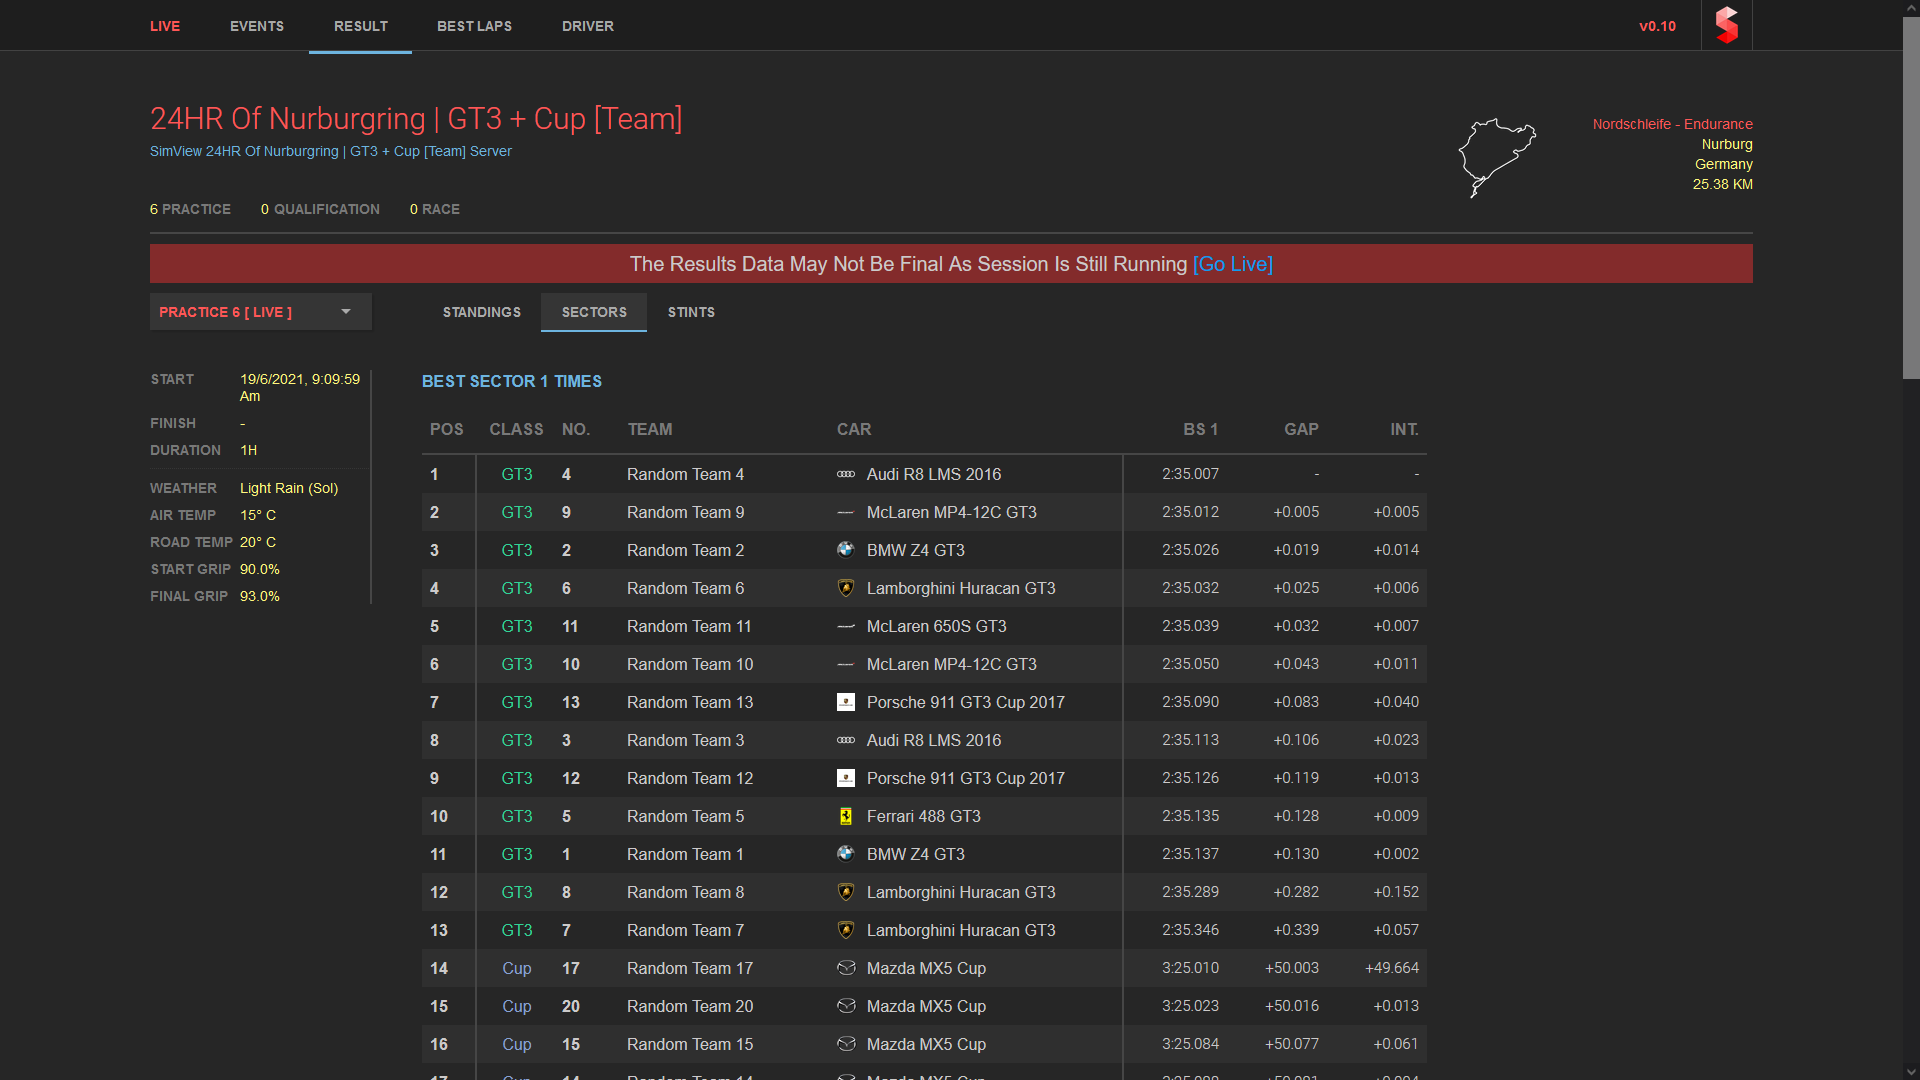 LIVE EVENTS RESULT BEST LAPS DRIVER v0.10
24HR Of Nurburgring | GT3 + Cup [Team]
SimView 24HR Of Nurburgring | GT3 + Cup [Team] Server
Nordschleife - Endurance
Nurburg
Germany
25.38 KM
6 PRACTICE 0 QUALIFICATION 0 RACE
The Results Data May Not Be Final As Session Is Still Running [Go Live]
PRACTICE 6 [ LIVE ]
STANDINGS SECTORS STINTS
START 19/6/2021, 9:09:59
Am
FINISH -
DURATION 1H
WEATHER Light Rain (Sol)
AIR TEMP 15° C
ROAD TEMP 20° C
START GRIP 90.0%
FINAL GRIP 93.0%
BEST SECTOR 1 TIMES
POS CLASS NO. TEAM CAR BS 1 GAP INT.
1 GT3 4 Random Team 4 Audi R8 LMS 2016 2:35.007 - -
2 GT3 9 Random Team 9 McLaren MP4-12C GT3 2:35.012 +0.005 +0.005
3 GT3 2 Random Team 2 BMW Z4 GT3 2:35.026 +0.019 +0.014
4 GT3 6 Random Team 6 Lamborghini Huracan GT3 2:35.032 +0.025 +0.006
5 GT3 11 Random Team 11 McLaren 650S GT3 2:35.039 +0.032 +0.007
6 GT3 10 Random Team 10 McLaren MP4-12C GT3 2:35.050 +0.043 +0.011
7 GT3 13 Random Team 13 Porsche 911 GT3 Cup 2017 2:35.090 +0.083 +0.040
8 GT3 3 Random Team 3 Audi R8 LMS 2016 2:35.113 +0.106 +0.023
9 GT3 12 Random Team 12 Porsche 911 GT3 Cup 2017 2:35.126 +0.119 +0.013
10 GT3 5 Random Team 5 Ferrari 488 GT3 2:35.135 +0.128 +0.009
11 GT3 1 Random Team 1 BMW Z4 GT3 2:35.137 +0.130 +0.002
12 GT3 8 Random Team 8 Lamborghini Huracan GT3 2:35.289 +0.282 +0.152
13 GT3 7 Random Team 7 Lamborghini Huracan GT3 2:35.346 +0.339 +0.057
14 Cup 17 Random Team 17 Mazda MX5 Cup 3:25.010 +50.003 +49.664
15 Cup 20 Random Team 20 Mazda MX5 Cup 3:25.023 +50.016 +0.013
16 Cup 15 Random Team 15 Mazda MX5 Cup 3:25.084 +50.077 +0.061
17 Cup 14 Random Team 14 Mazda MX5 Cup